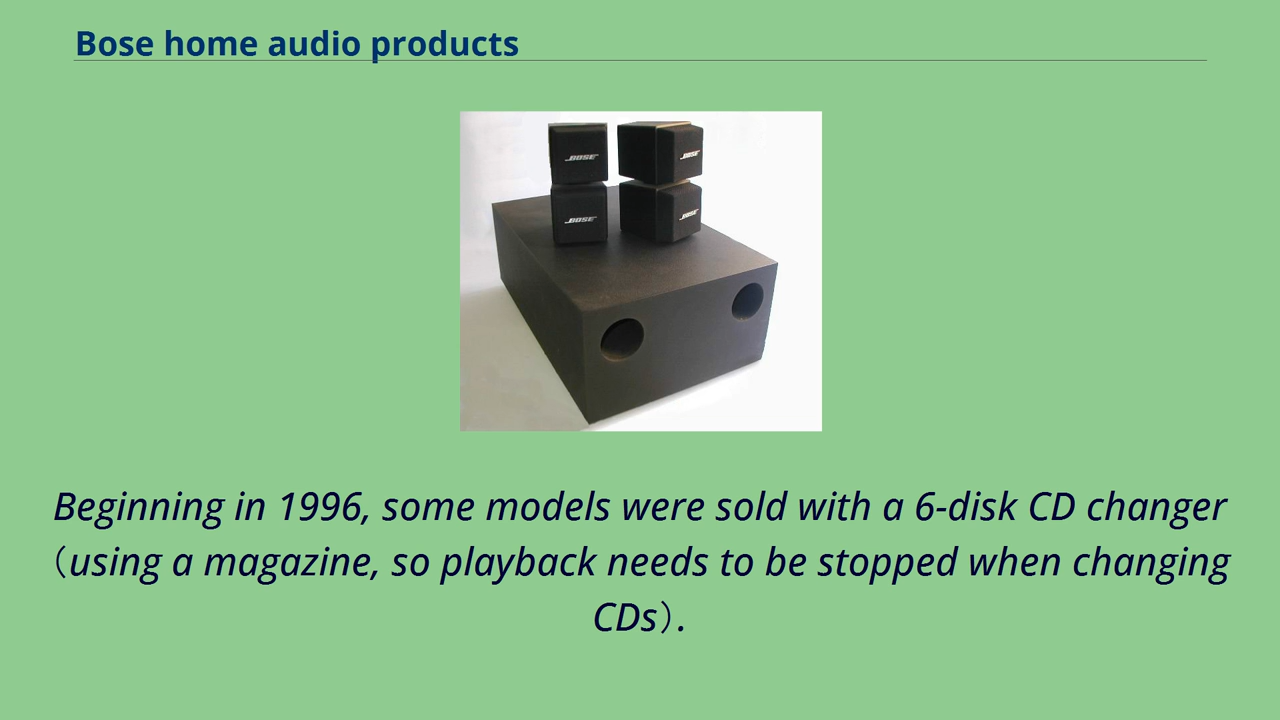 Bose home audio products
BOSE
BOSE
BOSE
BOSE
Beginning in 1996, some models were sold with a 6-disk CD changer
（using a magazine, so playback needs to be stopped when changing
CDs）.